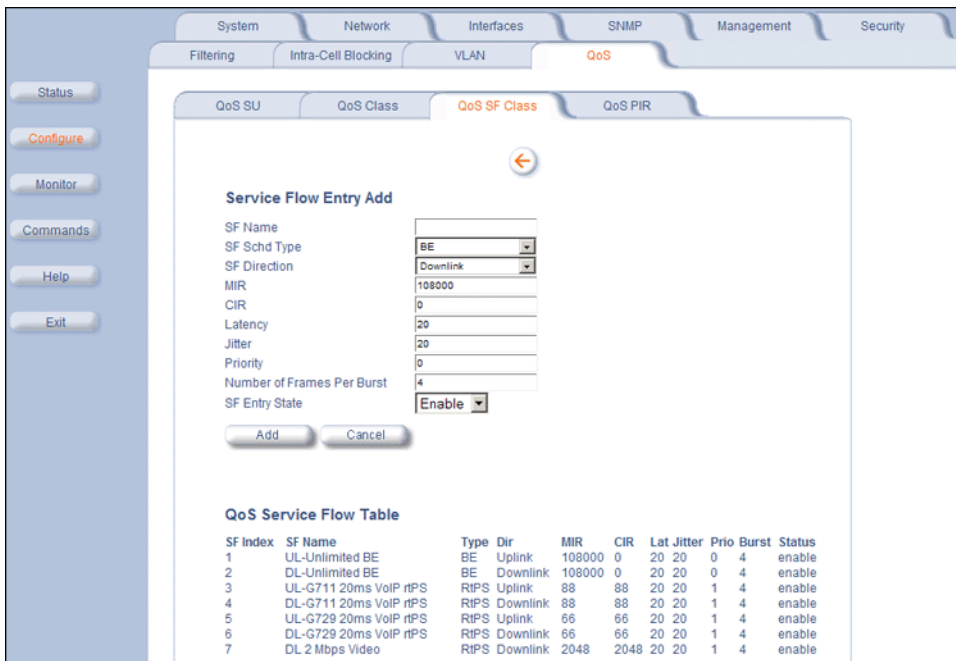 System Network Interfaces SNMP Management Security
Filtering Intra-Cell Blocking VLAN QoS
Status
Configure
Monitor
Commands
Help
Exit
QoS SU QoS Class QoS SF Class QoS PIR
Service Flow Entry Add
SF Name
SF Schd Type BE
SF Direction Downlink
MIR 108000
CIR 0
Latency 20
Jitter 20
Priority 0
Number of Frames Per Burst 4
SF Entry State Enable
Add Cancel
QoS Service Flow Table
SF Index SF Name Type Dir MIR CIR Lat Jitter Prio Burst Status
1 UL-Unlimited BE BE Uplink 108000 0 20 20 0 4 enable
2 DL-Unlimited BE BE Downlink 108000 0 20 20 0 4 enable
3 UL-G711 20ms VoIP rtPS RtPS Uplink 88 88 20 20 1 4 enable
4 DL-G711 20ms VoIP rtPS RtPS Downlink 88 88 20 20 1 4 enable
5 UL-G729 20ms VoIP rtPS RtPS Uplink 66 66 20 20 1 4 enable
6 DL-G729 20ms VoIP rtPS RtPS Downlink 66 66 20 20 1 4 enable
7 DL 2 Mbps Video RtPS Downlink 2048 2048 20 20 1 4 enable